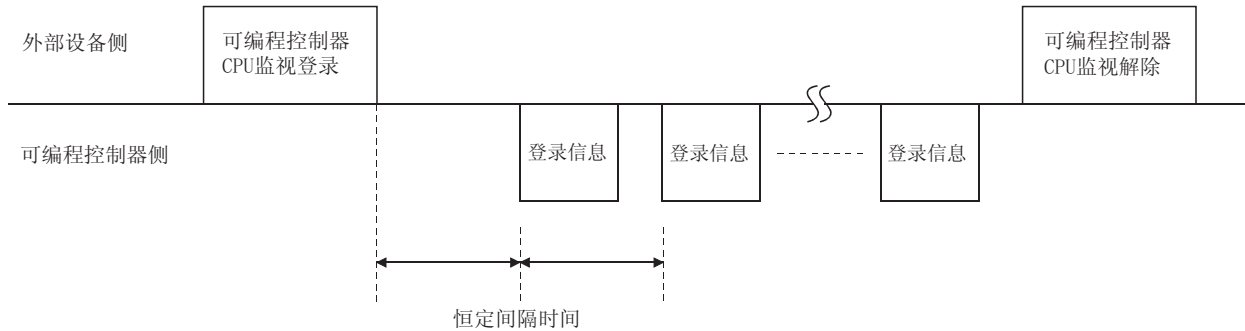 外部设备侧
可编程控制器
CPU监视登录
可编程控制器
CPU监视解除
可编程控制器侧
登录信息
登录信息
登录信息
恒定间隔时间